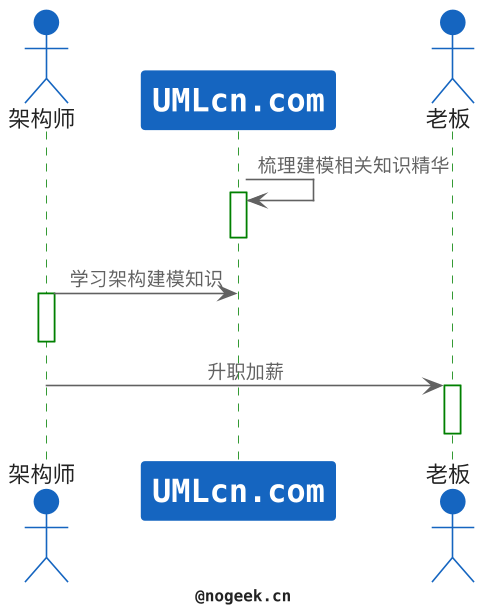 架构师
UMLcn.com
老板
梳理建模相关知识精华
学习架构建模知识
升职加薪
架构师
UMLcn.com
老板
@nogeek.cn